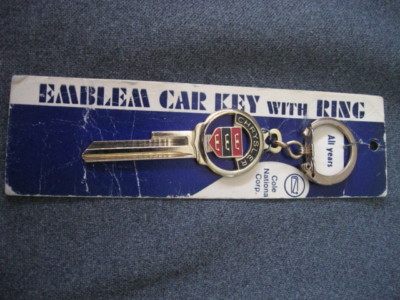 EMBLEM CAR KEY WITH RING
CHRYSLER
All years
Cole
National
Corp.